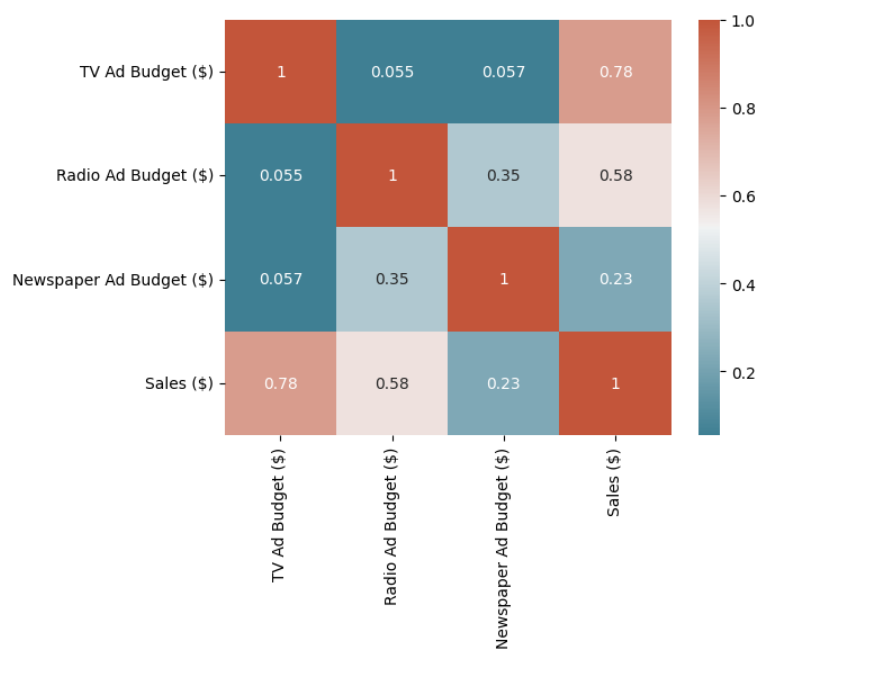 1.0
TV Ad Budget ($) 1 0.055 0.057 0.78
0.8
Radio Ad Budget ($) 0.055 1 0.35 0.58
0.6
Newspaper Ad Budget ($) 0.057 0.35 1 0.23
0.4
0.2
Sales ($) 0.78 0.58 0.23 1
TV Ad Budget ($)
Radio Ad Budget ($)
Newspaper Ad Budget ($)
Sales ($)